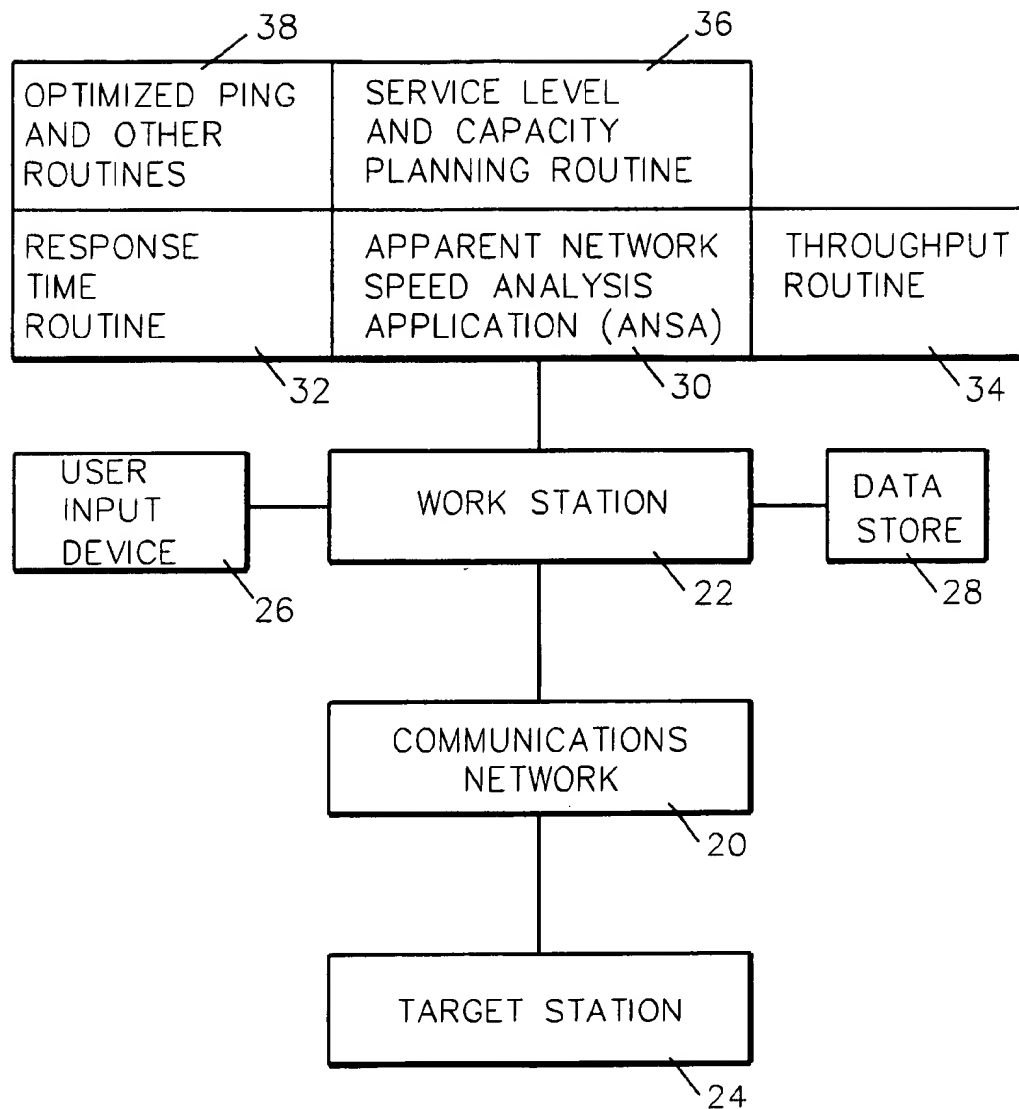 38
36
OPTIMIZED PING
AND OTHER
ROUTINES
SERVICE LEVEL
AND CAPACITY
PLANNING ROUTINE
RESPONSE
TIME
ROUTINE
APPARENT NETWORK
SPEED ANALYSIS
APPLICATION (ANSA)
THROUGHPUT
ROUTINE
32
30
34
USER
INPUT
DEVICE
WORK STATION
DATA
STORE
26
22
28
COMMUNICATIONS
NETWORK
20
TARGET STATION
24